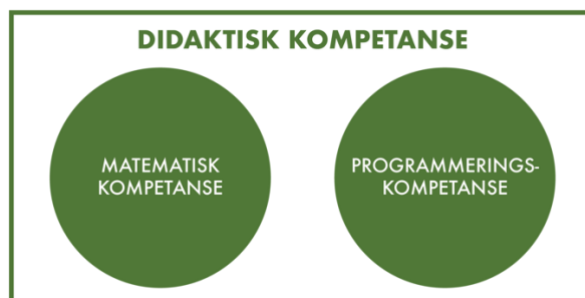 DIDAKTISK KOMPETANSE
MATEMATISK
KOMPETANSE
PROGRAMMERINGS-
KOMPETANSE